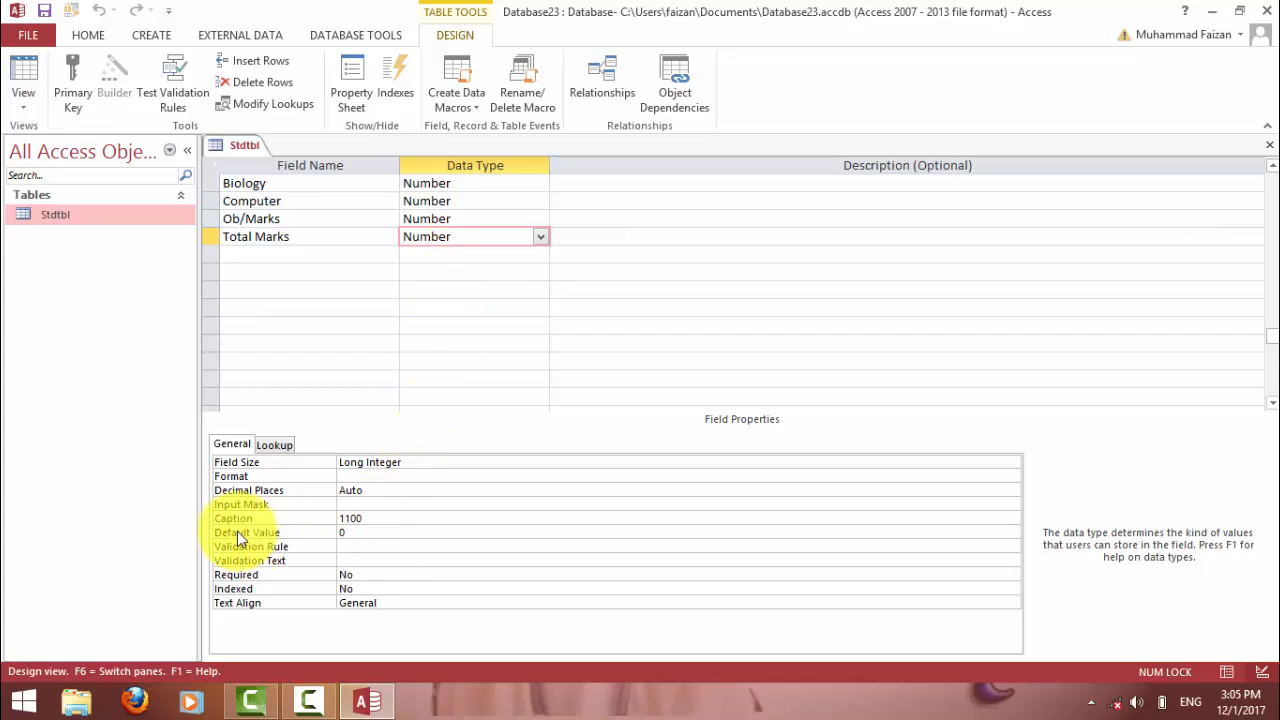 TABLE TOOLS
Database23 : Database- C:\Users\faizan\Documents\Database23.accdb (Access 2007 - 2013 file format) - Access
FILE HOME CREATE EXTERNAL DATA DATABASE TOOLS DESIGN
Muhammad Faizan
View
Primary Key
Builder
Test Validation Rules
Insert Rows
Delete Rows
Modify Lookups
Property Sheet
Indexes
Create Data Macros
Rename/ Delete Macro
Relationships
Object Dependencies
Views Tools Show/Hide Field, Record & Table Events Relationships
All Access Obje...
Search...
Tables
Stdtbl
Stdtbl
Field Name Data Type Description (Optional)
Biology Number
Computer Number
Ob/Marks Number
Total Marks Number
Field Properties
General Lookup
Field Size Long Integer
Format
Decimal Places Auto
Input Mask
Caption 1100
Default Value 0
Validation Rule
Validation Text
Required No
Indexed No
Text Align General
The data type determines the kind of values
that users can store in the field. Press F1 for
help on data types.
Design view. F6 = Switch panes. F1 = Help.
NUM LOCK
ENG
3:05 PM
12/1/2017